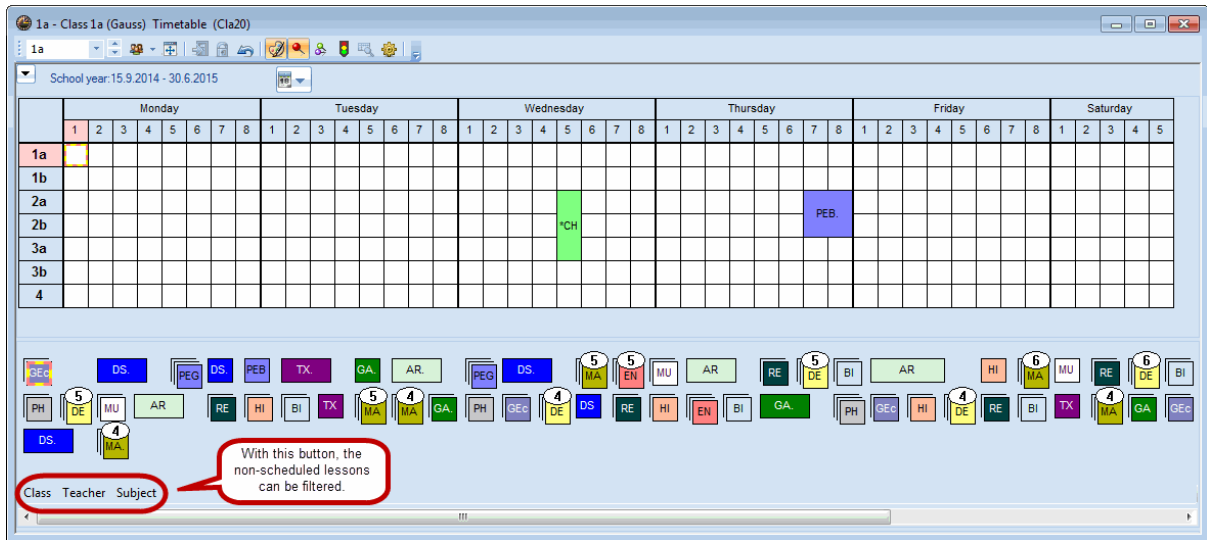 1a - Class 1a (Gauss) Timetable (Cla20)
1a
School year:15.9.2014 - 30.6.2015
Monday Tuesday Wednesday Thursday Friday Saturday
1 2 3 4 5 6 7 8 1 2 3 4 5 6 7 8 1 2 3 4 5 6 7 8 1 2 3 4 5 6 7 8 1 2 3 4 5 6 7 8 1 2 3 4 5
1a
1b
2a
PEB.
2b *CH
3a
3b
4
5 5 5 6 6
GEc DS. PEG DS. PEB TX. GA. AR. PEG DS. MA EN MU AR RE DE BI AR HI MA MU RE DE BI
5 5 4 4 4 4
PH DE MU AR RE HI BI TX MA MA GA. PH GEc DE DS RE HI EN BI GA. PH GEc HI DE RE BI TX MA GA GEc
4
DS. MA.
With this button, the
non-scheduled lessons
can be filtered.
Class Teacher Subject